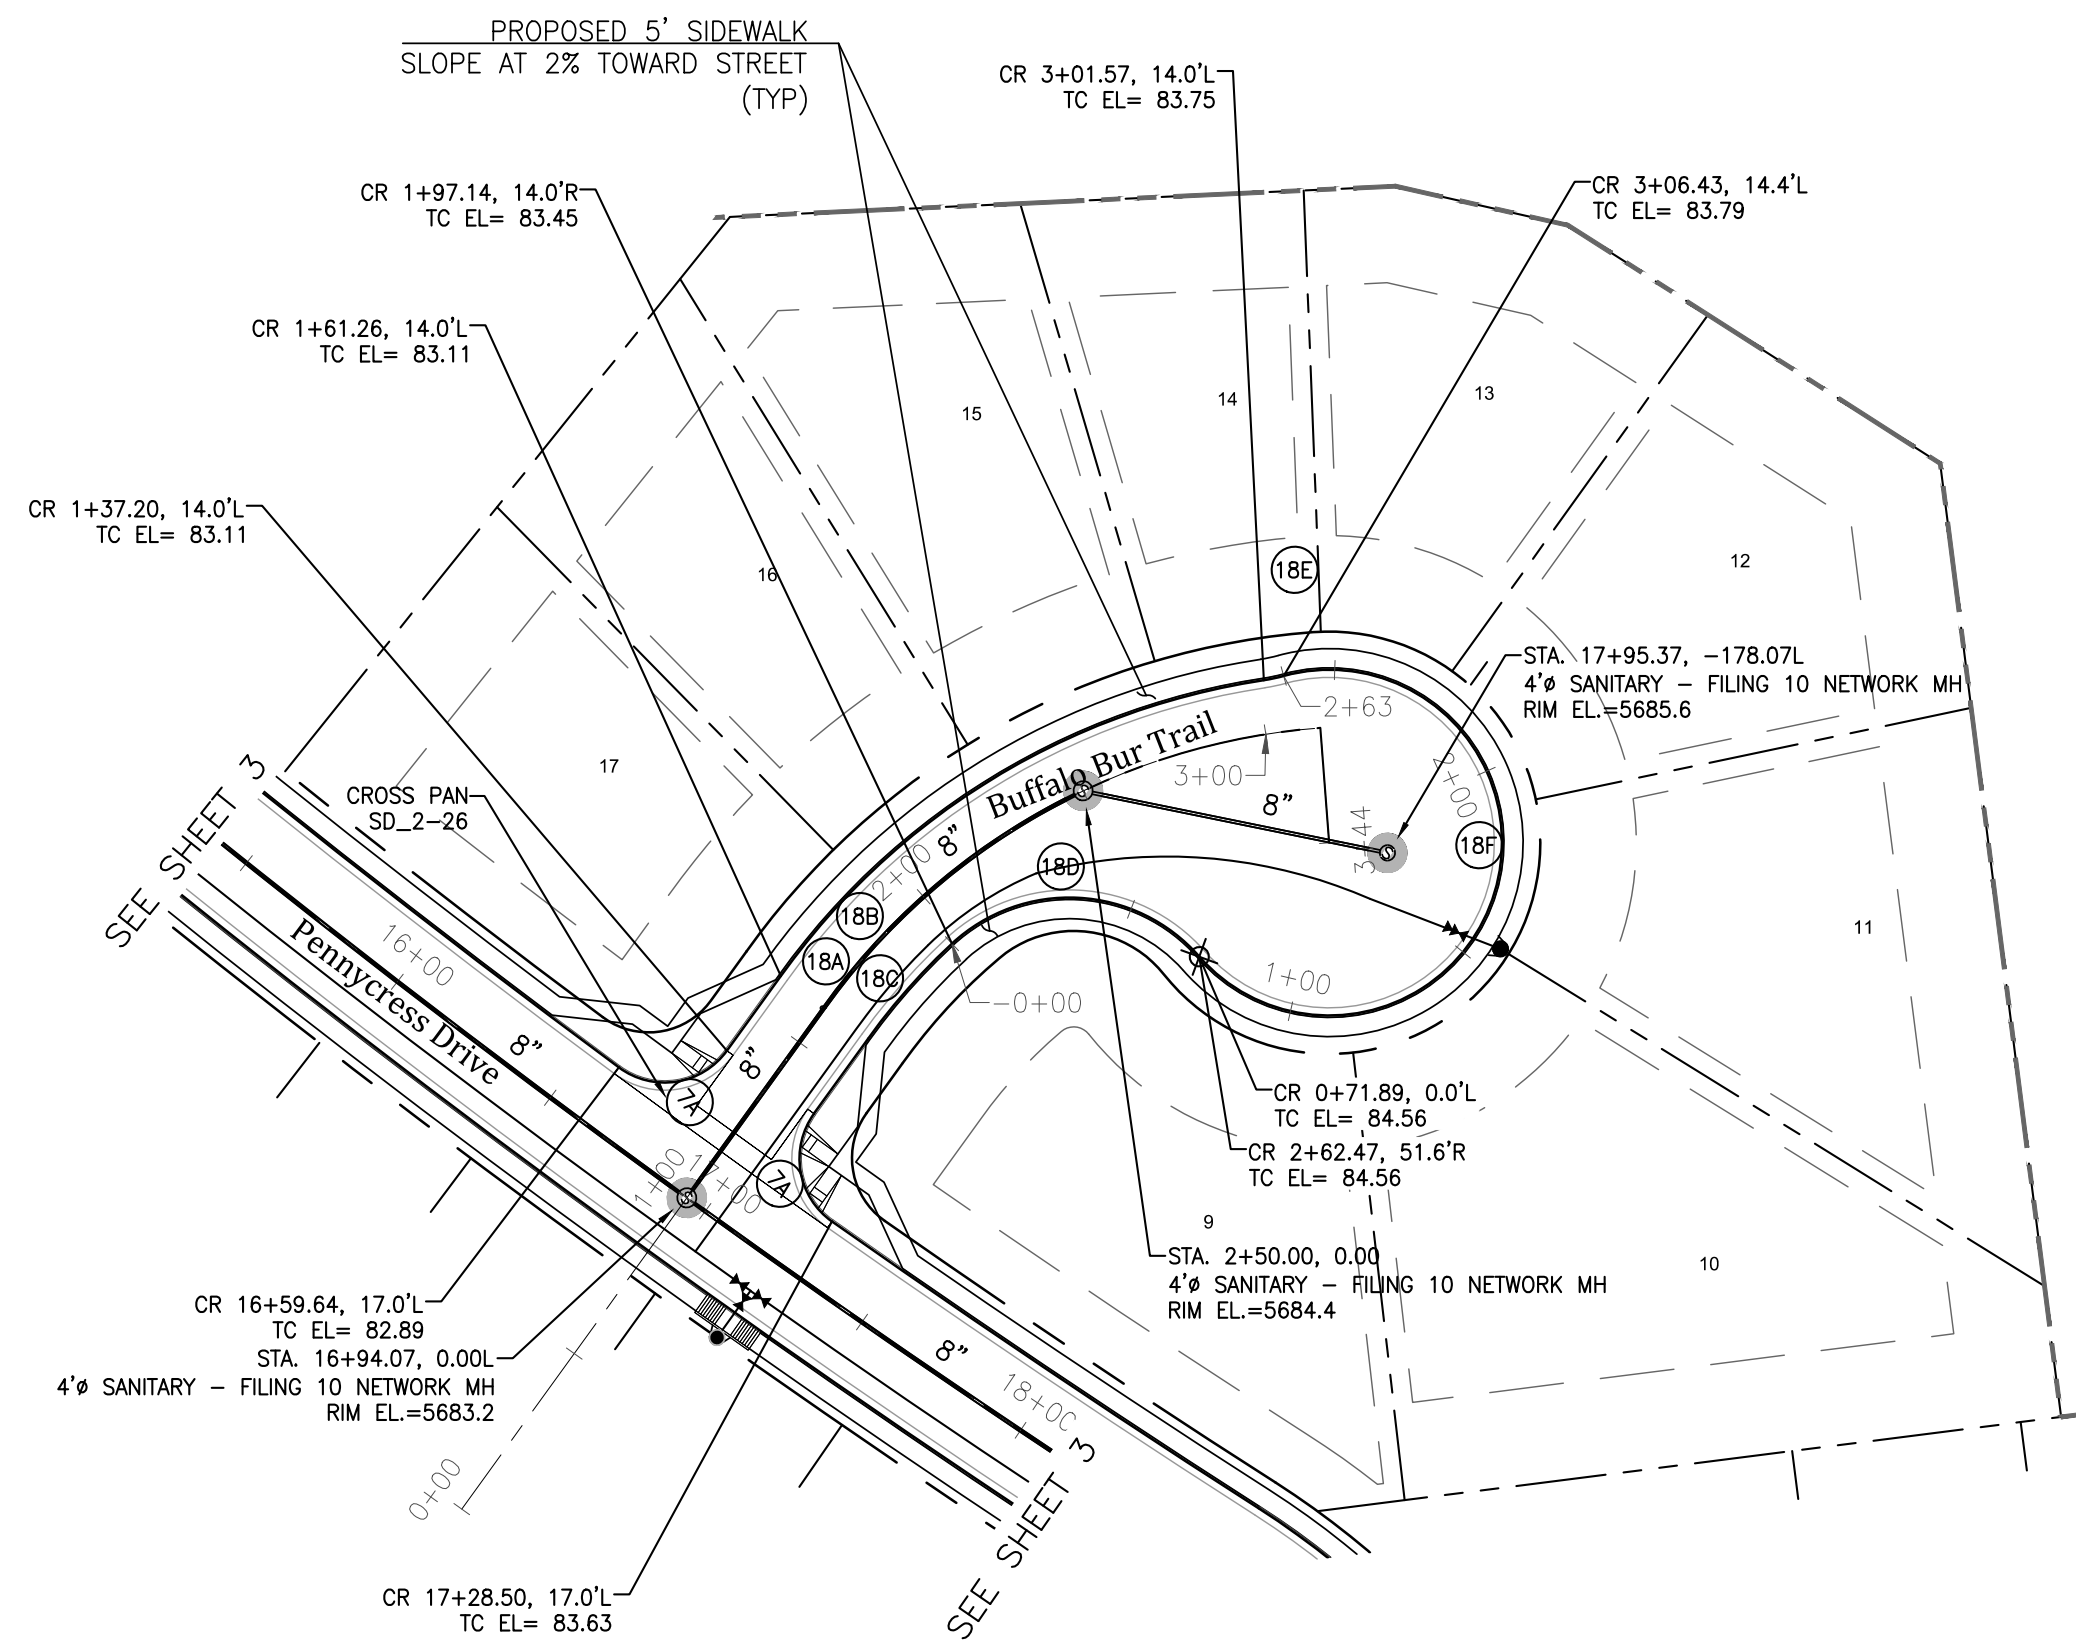 PROPOSED 5' SIDEWALK
SLOPE AT 2% TOWARD STREET
(TYP)
CR 3+01.57, 14.0'L
TC EL= 83.75
CR 1+97.14, 14.0'R
TC EL= 83.45
CR 3+06.43, 14.4'L
TC EL= 83.79
CR 1+61.26, 14.0'L
TC EL= 83.11
15
14
13
CR 1+37.20, 14.0'L
TC EL= 83.11
16
18E
12
STA. 17+95.37, -178.07L
4'ø SANITARY – FILING 10 NETWORK MH
RIM EL.=5685.6
2+63
17
SEE SHEET 3
CROSS PAN
SD_2-26
Buffalo Bur Trail
3+00
8"
2+00
3+44
18F
8"
2+00
18D
18B
18A
18C
11
Pennycress Drive
16+00
8"
8"
1+00
-0+00
7A
CR 0+71.89, 0.0'L
TC EL= 84.56
CR 2+62.47, 51.6'R
TC EL= 84.56
7A
1+00
17+00
9
10
STA. 2+50.00, 0.00
4'ø SANITARY – FILING 10 NETWORK MH
RIM EL.=5684.4
CR 16+59.64, 17.0'L
TC EL= 82.89
STA. 16+94.07, 0.00L
4'ø SANITARY – FILING 10 NETWORK MH
RIM EL.=5683.2
8"
18+0C
0+00
SEE SHEET 3
CR 17+28.50, 17.0'L
TC EL= 83.63